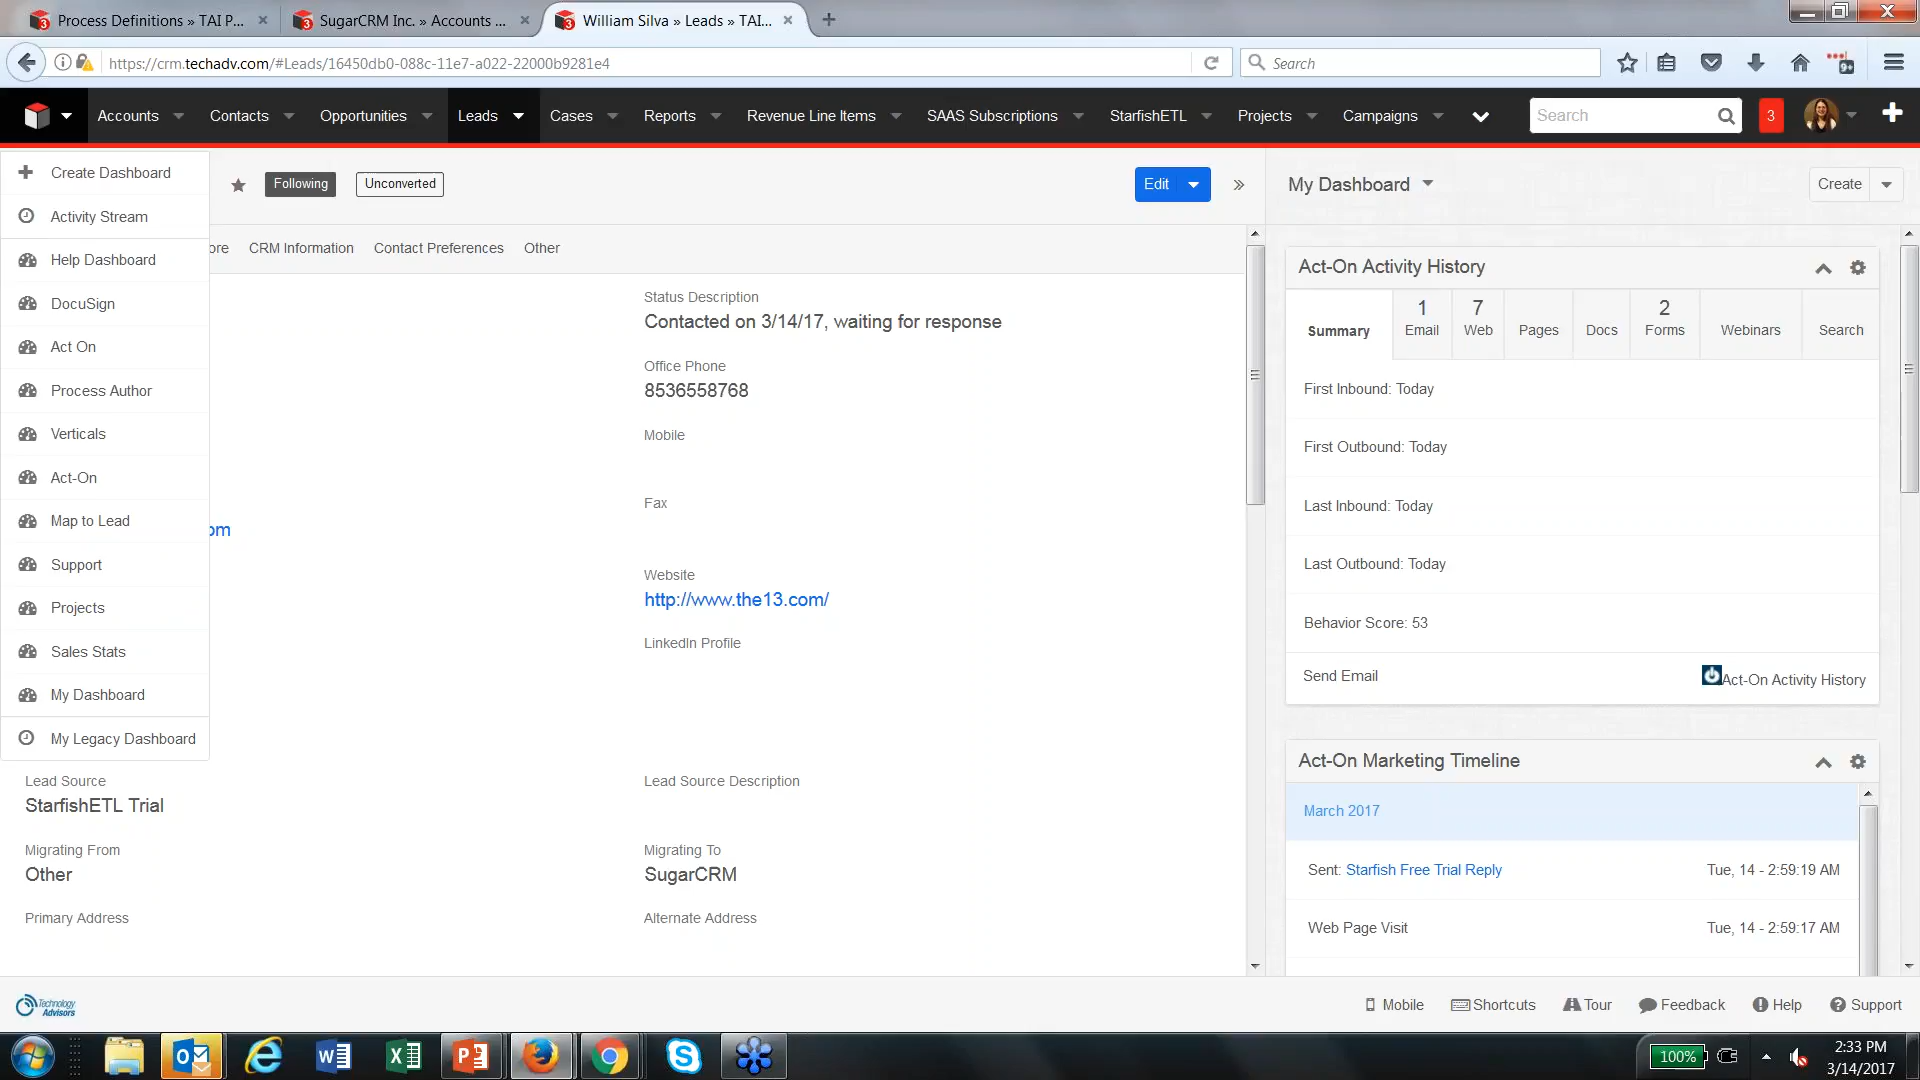 Process Definitions » TAI P...
SugarCRM Inc. » Accounts ...
William Silva » Leads » TAI...
https://crm.techadv.com/#Leads/16450db0-088c-11e7-a022-22000b9281e4
Search
9+
Accounts
Contacts
Opportunities
Leads
Cases
Reports
Revenue Line Items
SAAS Subscriptions
StarfishETL
Projects
Campaigns
Search
3
Create Dashboard
Activity Stream
Help Dashboard
DocuSign
Act On
Process Author
Verticals
Act-On
Map to Lead
Support
Projects
Sales Stats
My Dashboard
My Legacy Dashboard
Following
Unconverted
Edit
ore
CRM Information
Contact Preferences
Other
om
Status Description
Contacted on 3/14/17, waiting for response
Office Phone
8536558768
Mobile
Fax
Website
http://www.the13.com/
LinkedIn Profile
Lead Source
StarfishETL Trial
Lead Source Description
Migrating From
Other
Migrating To
SugarCRM
Primary Address
Alternate Address
My Dashboard
Create
Act-On Activity History
Summary
1 Email
7 Web
Pages
Docs
2 Forms
Webinars
Search
First Inbound: Today
First Outbound: Today
Last Inbound: Today
Last Outbound: Today
Behavior Score: 53
Send Email
Act-On Activity History
Act-On Marketing Timeline
March 2017
Sent: Starfish Free Trial Reply
Tue, 14 - 2:59:19 AM
Web Page Visit
Tue, 14 - 2:59:17 AM
Technology
Advisors
Mobile
Shortcuts
Tour
Feedback
Help
Support
100%
2:33 PM
3/14/2017